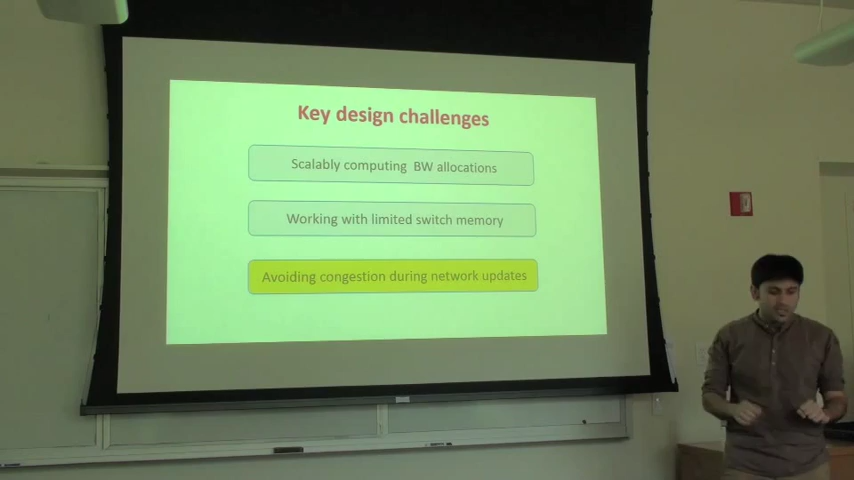 Key design challenges
Scalably computing BW allocations
Working with limited switch memory
Avoiding congestion during network updates